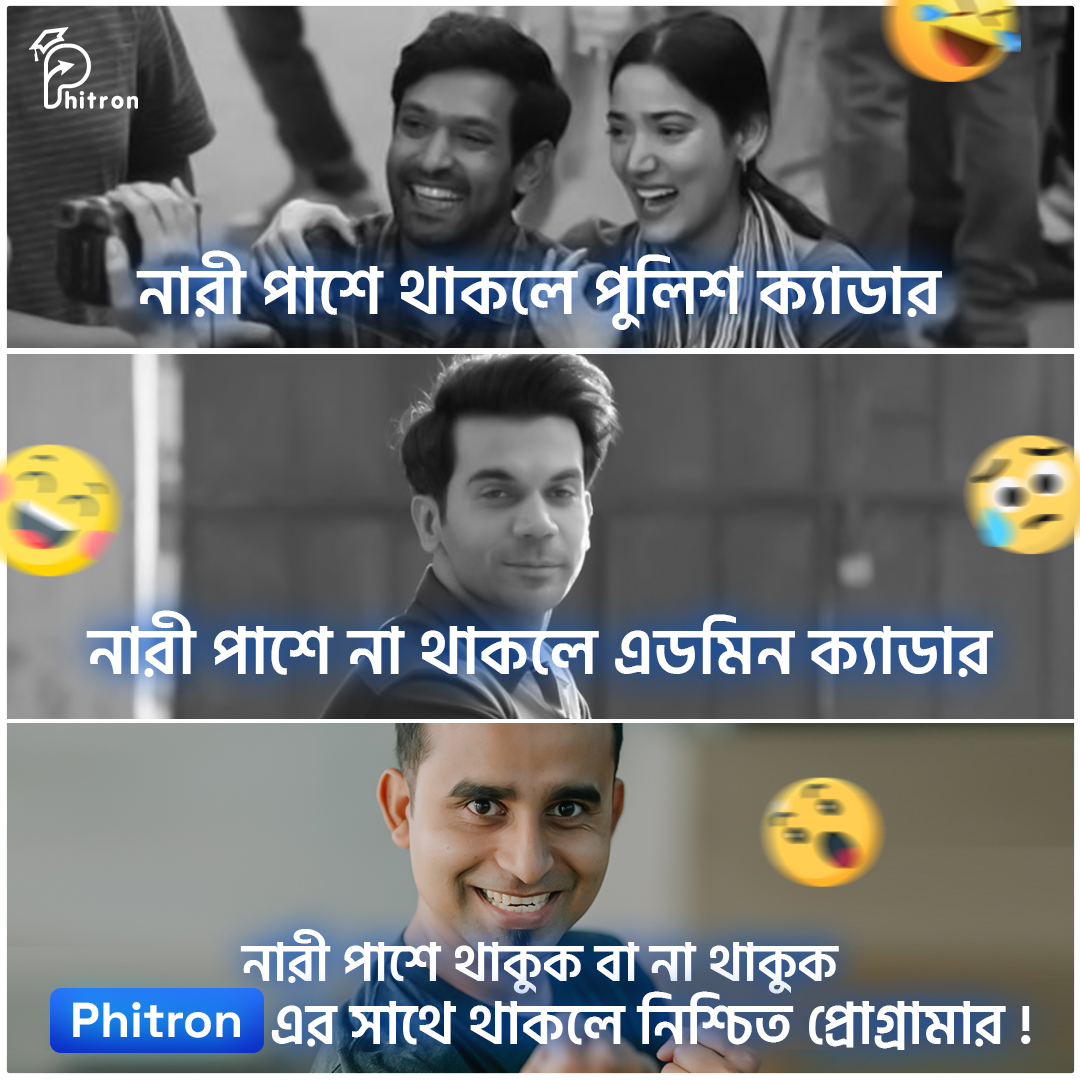 Phitron
নারী পাশে থাকলে পুলিশ ক্যাডার
নারী পাশে না থাকলে এডমিন ক্যাডার
নারী পাশে থাকুক বা না থাকুক
Phitron এর সাথে থাকলে নিশ্চিত প্রোগ্রামার !